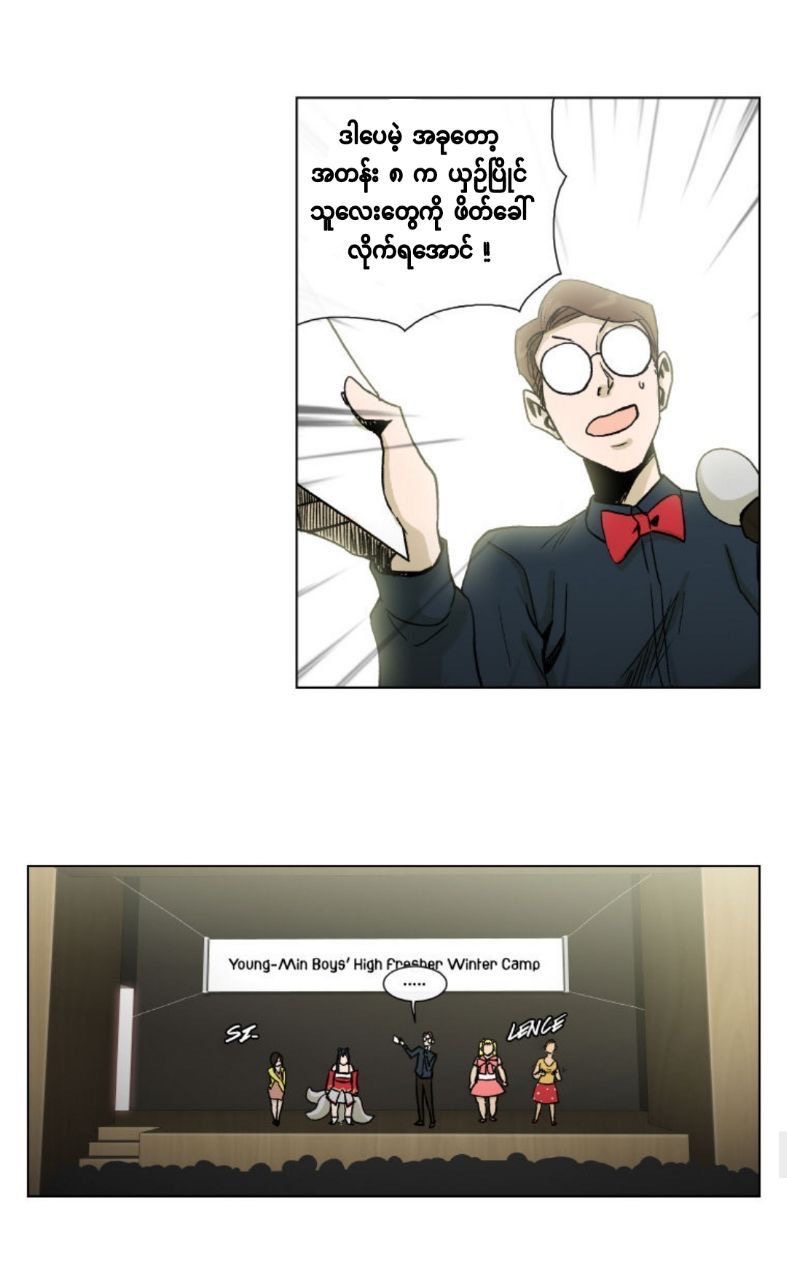 ဒါပေမဲ့ အခုတော့
အတန်း ၈ က ယှဉ်ပြိုင်
သူလေးတွေကို ဖိတ်ခေါ်
လိုက်ရအောင် !!
Young-Min Boys' High Fresher Winter Camp
.....
SI-
LENCE